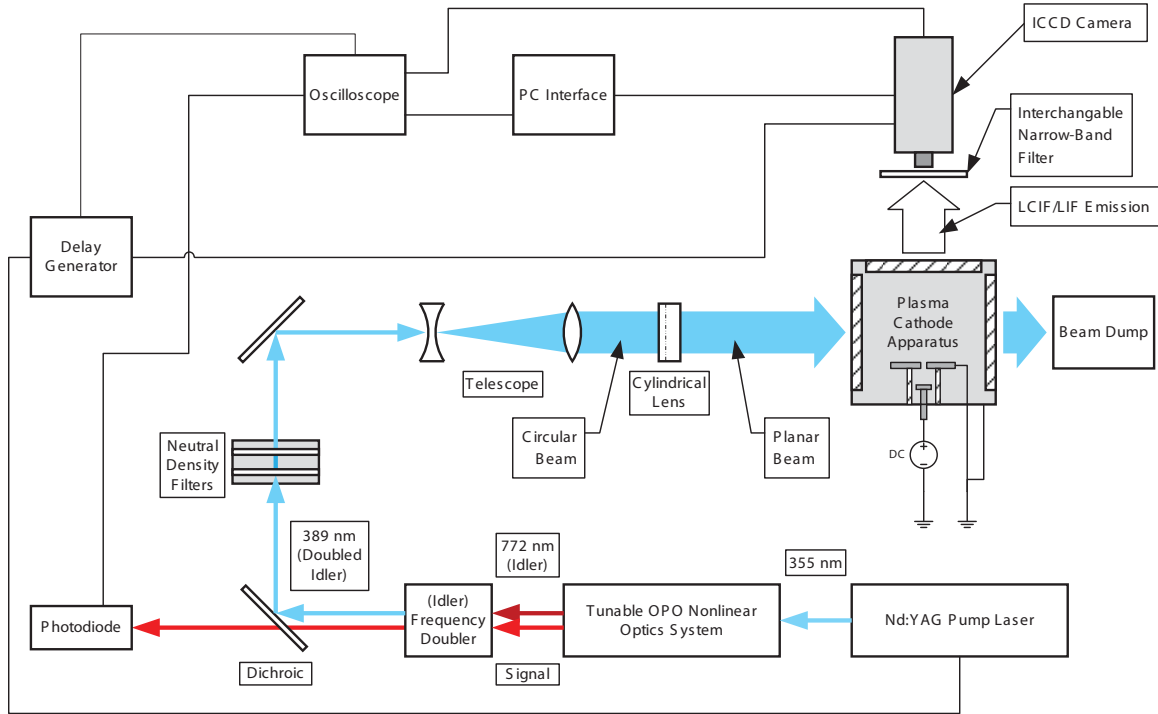 ICCD Camera
Oscilloscope
PC Interface
Interchangable
Narrow-Band
Filter
LCIF/LIF Emission
Delay
Generator
Plasma
Cathode
Apparatus
Beam Dump
Telescope
Cylindrical
Lens
Circular
Beam
Planar
Beam
Neutral
Density
Filters
DC
+
−
389 nm
(Doubled
Idler)
772 nm
(Idler)
355 nm
Photodiode
(Idler)
Frequency
Doubler
Tunable OPO Nonlinear
Optics System
Nd:YAG Pump Laser
Dichroic
Signal